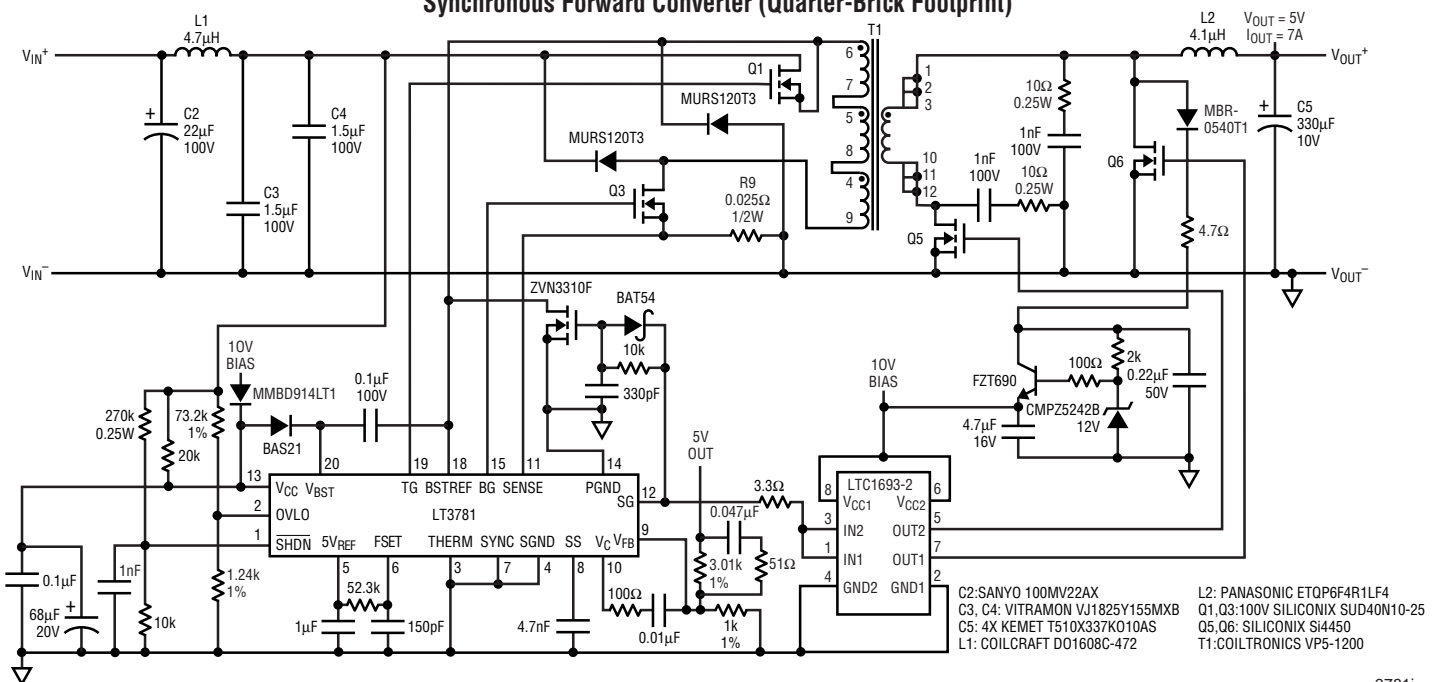 Synchronous Forward Converter (Quarter-Brick Footprint)
VIN+
L1
4.7µH
+
C2
22µF
100V
C3
1.5µF
100V
C4
1.5µF
100V
VIN−
MURS120T3
MURS120T3
Q1
Q3
R9
0.025Ω
1/2W
T1
6
7
5
8
4
9
1
2
3
10
11
12
Q5
1nF
100V
10Ω
0.25W
10Ω
0.25W
1nF
100V
Q6
MBR-
0540T1
4.7Ω
L2
4.1µH
VOUT = 5V
IOUT = 7A
VOUT+
+
C5
330µF
10V
VOUT−
10V
BIAS
MMBD914LT1
BAS21
0.1µF
100V
270k
0.25W
20k
73.2k
1%
ZVN3310F
BAT54
10k
330pF
13
20
19
18
15
11
14
12
2
1
9
VCC
VBST
TG
BSTREF
BG
SENSE
PGND
SG
OVLO
LT3781
SHDN
5VREF
FSET
THERM
SYNC
SGND
SS
VC
VFB
5
6
3
7
4
8
10
0.1µF
68µF
20V
+
1nF
10k
1.24k
1%
1µF
52.3k
150pF
4.7nF
100Ω
0.01µF
5V
OUT
0.047µF
3.01k
1%
51Ω
1k
1%
3.3Ω
10V
BIAS
LTC1693-2
8
VCC1
VCC2
6
3
IN2
OUT2
5
1
IN1
OUT1
7
4
GND2
GND1
2
FZT690
100Ω
2k
0.22µF
50V
CMPZ5242B
12V
4.7µF
16V
C2:SANYO 100MV22AX
C3, C4: VITRAMON VJ1825Y155MXB
C5: 4X KEMET T510X337KO10AS
L1: COILCRAFT DO1608C-472
L2: PANASONIC ETQP6F4R1LF4
Q1,Q3:100V SILICONIX SUD40N10-25
Q5,Q6: SILICONIX Si4450
T1:COILTRONICS VP5-1200